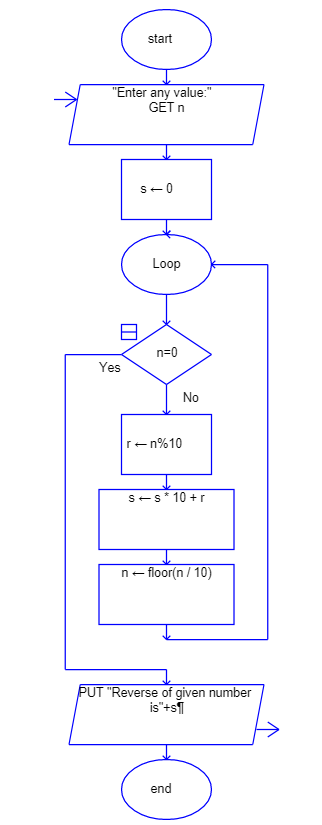 start
"Enter any value:"
GET n
s ← 0
Loop
n=0
Yes
No
r ← n%10
s ← s * 10 + r
n ← floor(n / 10)
PUT "Reverse of given number
is"+s¶
end